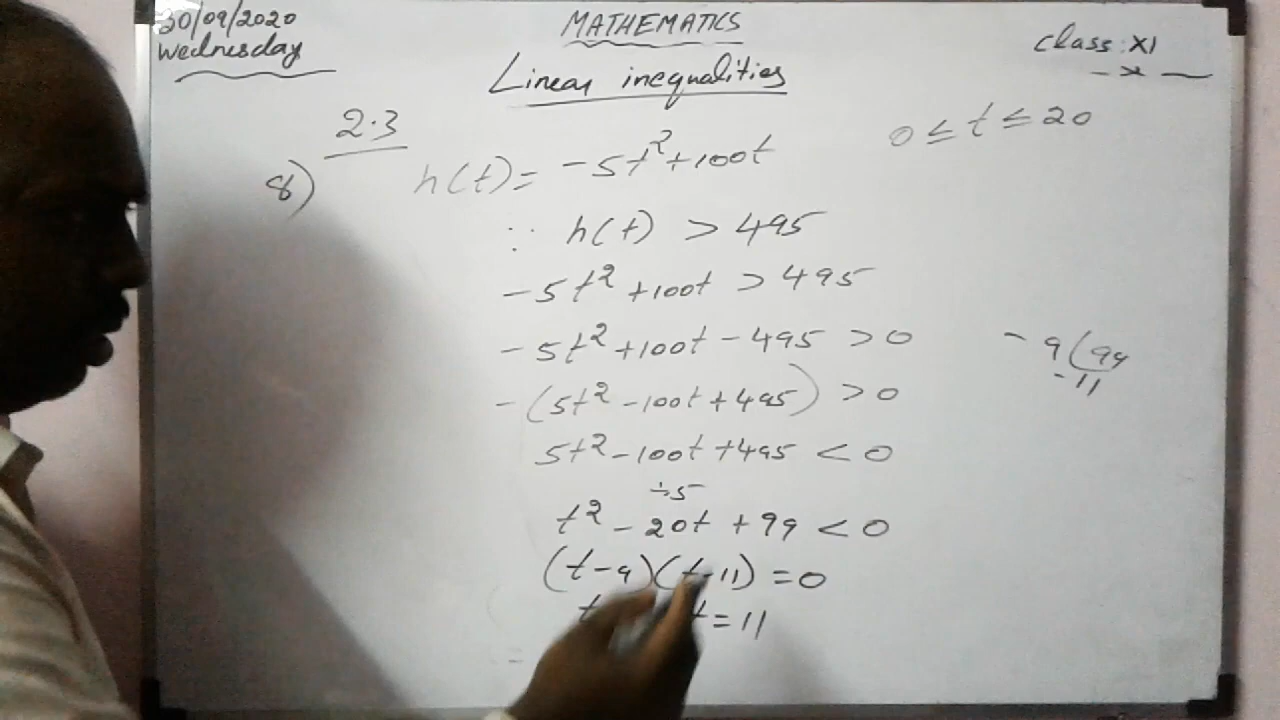 30/09/2020
Wednesday
MATHEMATICS
Class: XI
Linear inequalities
2.3
8) h(t) = -5t²+100t
0 ≤ t ≤ 20
∵ h(t) > 495
-5t² +100t > 495
-5t² +100t - 495 > 0
- 9 (99
-11
-(5t² -100t + 495) > 0
5t² -100t +495 < 0
÷5
t² - 20t + 99 < 0
(t-9)(t-11) = 0
t = 11